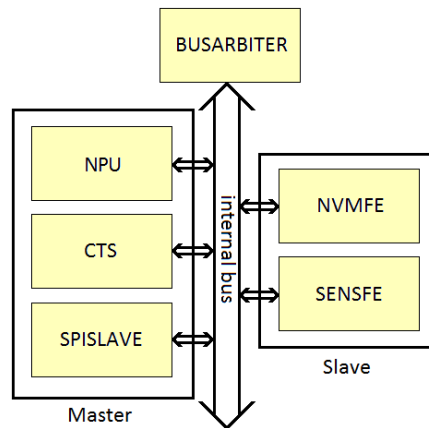 BUSARBITER
NPU
CTS
SPISLAVE
Master
internal bus
NVMFE
SENSFE
Slave